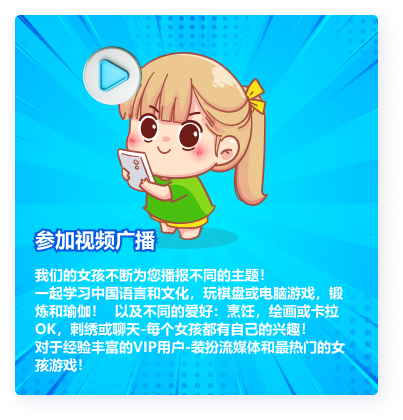 参加视频广播
我们的女孩不断为您播报不同的主题！
一起学习中国语言和文化，玩棋盘或电脑游戏，锻
炼和瑜伽！ 以及不同的爱好：烹饪，绘画或卡拉
OK，刺绣或聊天-每个女孩都有自己的兴趣！
对于经验丰富的VIP用户-装扮流媒体和最热门的女
孩游戏！